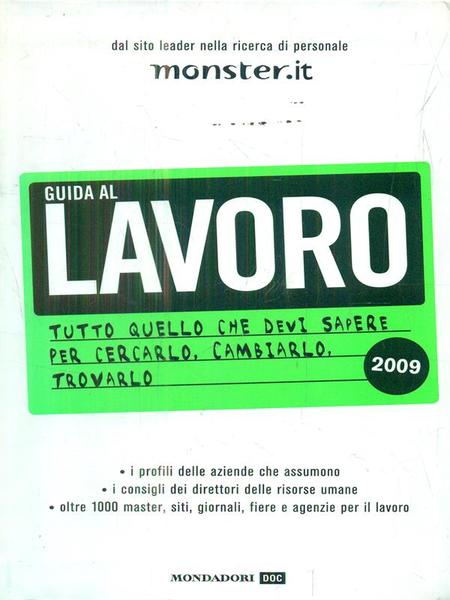 dal sito leader nella ricerca di personale
monster.it
GUIDA AL
LAVORO
TUTTO QUELLO CHE DEVI SAPERE
PER CERCARLO, CAMBIARLO,
TROVARLO
2009
• i profili delle aziende che assumono
• i consigli dei direttori delle risorse umane
• oltre 1000 master, siti, giornali, fiere e agenzie per il lavoro
MONDADORI DOC